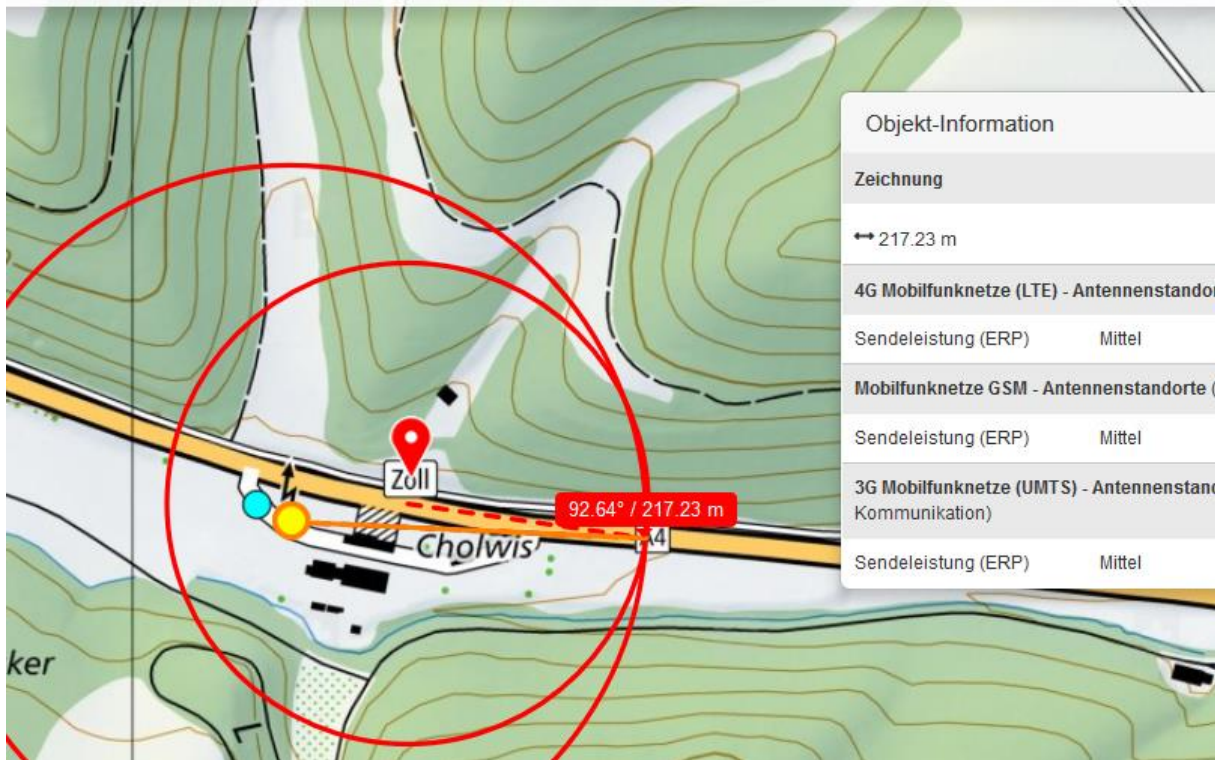 Objekt-Information
Zeichnung
217.23 m
4G Mobilfunknetze (LTE) - Antennenstandor
Sendeleistung (ERP) Mittel
Mobilfunknetze GSM - Antennenstandorte (
Sendeleistung (ERP) Mittel
3G Mobilfunknetze (UMTS) - Antennenstand
Kommunikation)
Sendeleistung (ERP) Mittel
Zoll
92.64° / 217.23 m
A4
Cholwis
ker
L